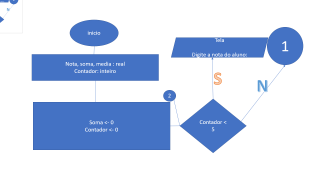 inicio
Tela
Digite a nota do aluno:
1
Nota, soma, media : real
Contador: inteiro
S
N
2
Soma <- 0
Contador <- 0
Contador <
5